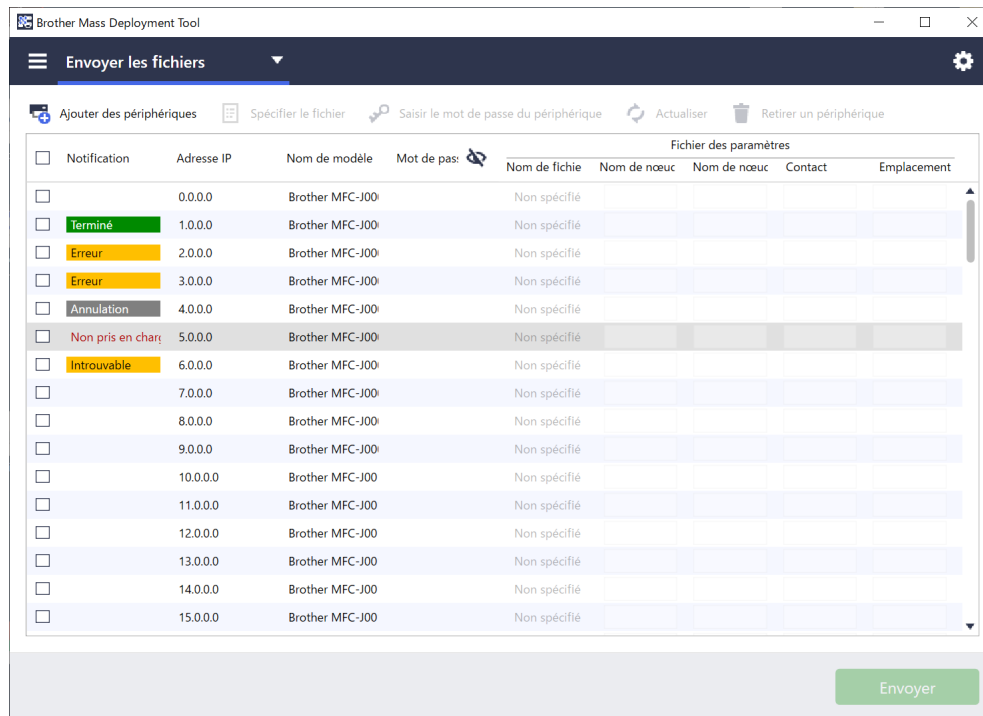 Brother Mass Deployment Tool
Envoyer les fichiers
Ajouter des périphériques Spécifier le fichier Saisir le mot de passe du périphérique Actualiser Retirer un périphérique
Fichier des paramètres
Notification Adresse IP Nom de modèle Mot de pas Nom de fichie Nom de nœuc Nom de nœuc Contact Emplacement
0.0.0.0 Brother MFC-J00 Non spécifié
Terminé 1.0.0.0 Brother MFC-J00 Non spécifié
Erreur 2.0.0.0 Brother MFC-J00 Non spécifié
Erreur 3.0.0.0 Brother MFC-J00 Non spécifié
Annulation 4.0.0.0 Brother MFC-J00 Non spécifié
Non pris en charg 5.0.0.0 Brother MFC-J00 Non spécifié
Introuvable 6.0.0.0 Brother MFC-J00 Non spécifié
7.0.0.0 Brother MFC-J00 Non spécifié
8.0.0.0 Brother MFC-J00 Non spécifié
9.0.0.0 Brother MFC-J00 Non spécifié
10.0.0.0 Brother MFC-J00 Non spécifié
11.0.0.0 Brother MFC-J00 Non spécifié
12.0.0.0 Brother MFC-J00 Non spécifié
13.0.0.0 Brother MFC-J00 Non spécifié
14.0.0.0 Brother MFC-J00 Non spécifié
15.0.0.0 Brother MFC-J00 Non spécifié
Envoyer